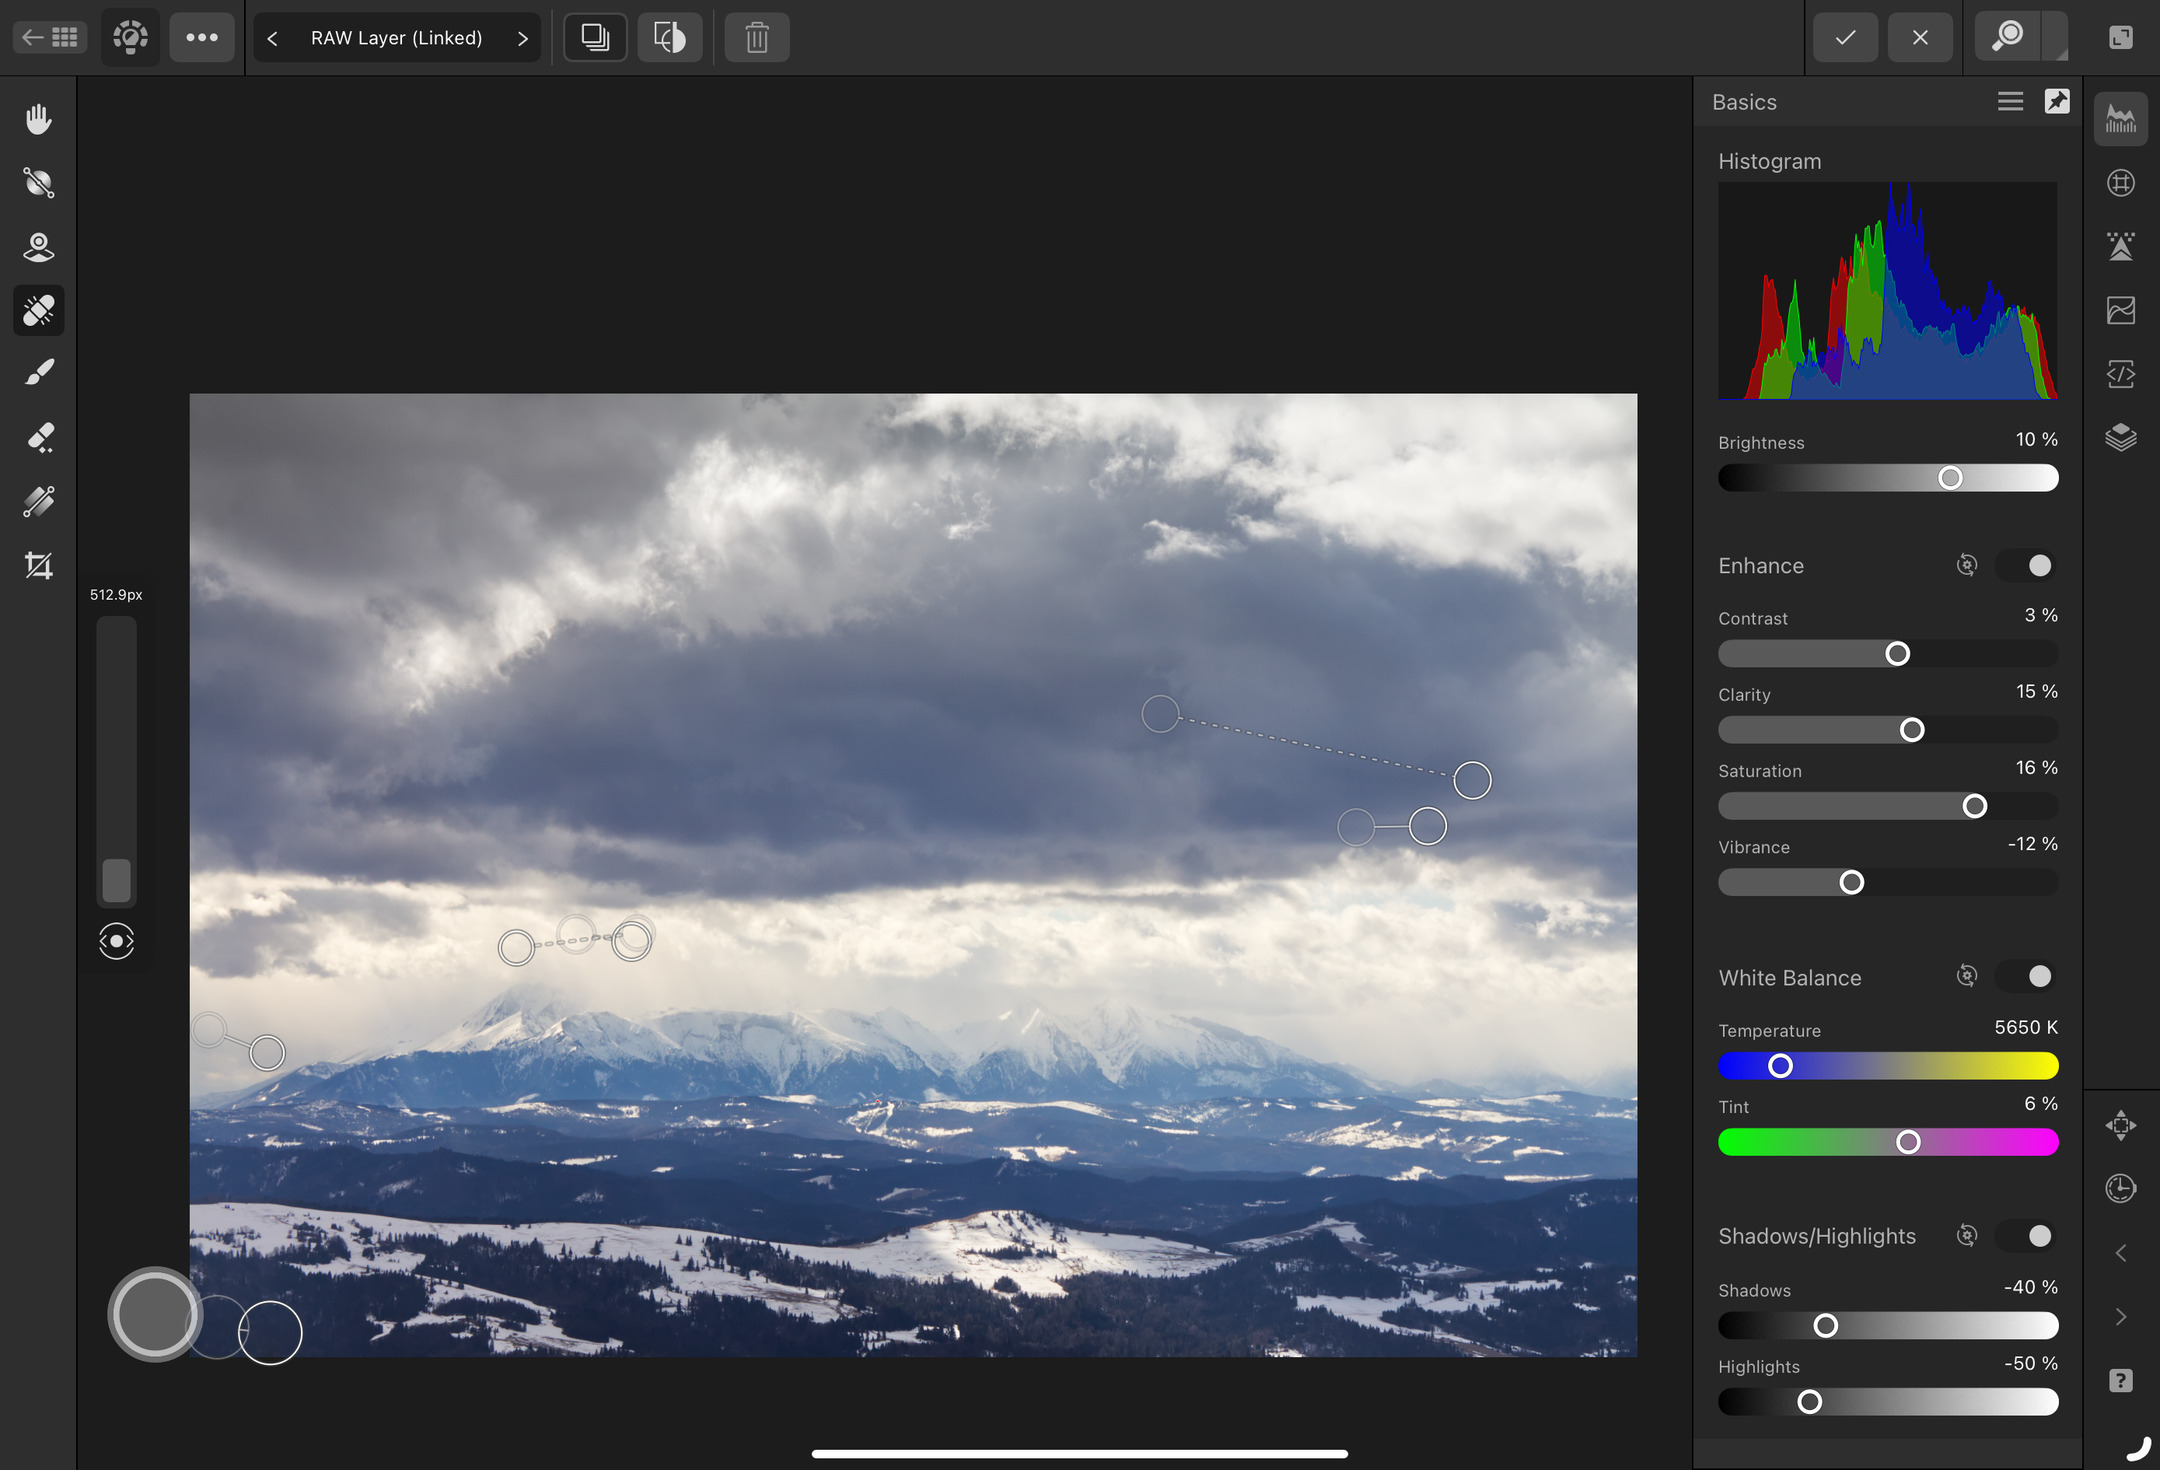 RAW Layer (Linked)
Basics
Histogram
Brightness 10 %
Enhance
Contrast 3 %
Clarity 15 %
Saturation 16 %
Vibrance -12 %
White Balance
Temperature 5650 K
Tint 6 %
Shadows/Highlights
Shadows -40 %
Highlights -50 %
512.9px
?